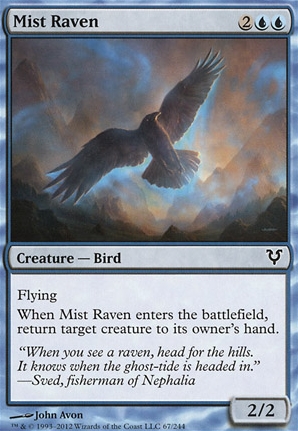 Mist Raven 2
Creature — Bird
Flying
When Mist Raven enters the battlefield,
return target creature to its owner's hand.
"When you see a raven, head for the hills.
It knows when the ghost-tide is headed in."
—Sved, fisherman of Nephalia
John Avon
™ & © 1993–2012 Wizards of the Coast LLC 67/244
2/2